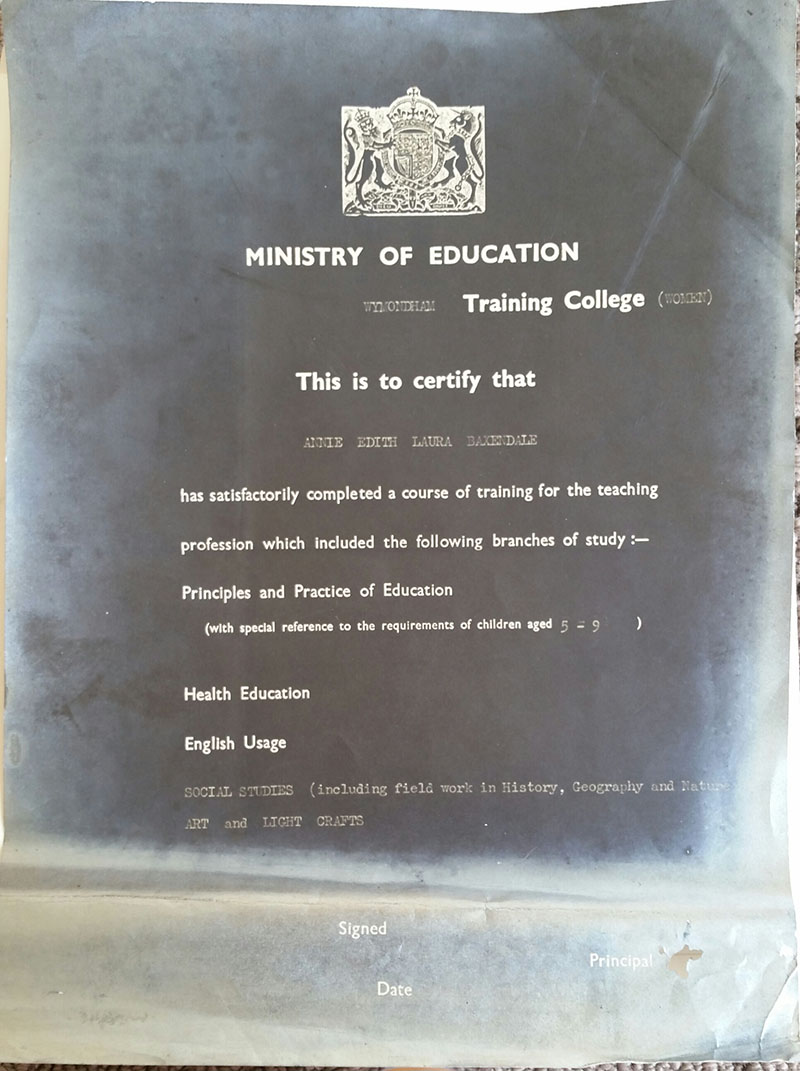 MINISTRY OF EDUCATION
WYMONDHAM Training College (WOMEN)
This is to certify that
ANNIE EDITH LAURA BAXENDALE
has satisfactorily completed a course of training for the teaching
profession which included the following branches of study :—
Principles and Practice of Education
(with special reference to the requirements of children aged 5 - 9 )
Health Education
English Usage
SOCIAL STUDIES (including field work in History, Geography and Nature
ART and LIGHT CRAFTS
Signed
Principal
Date